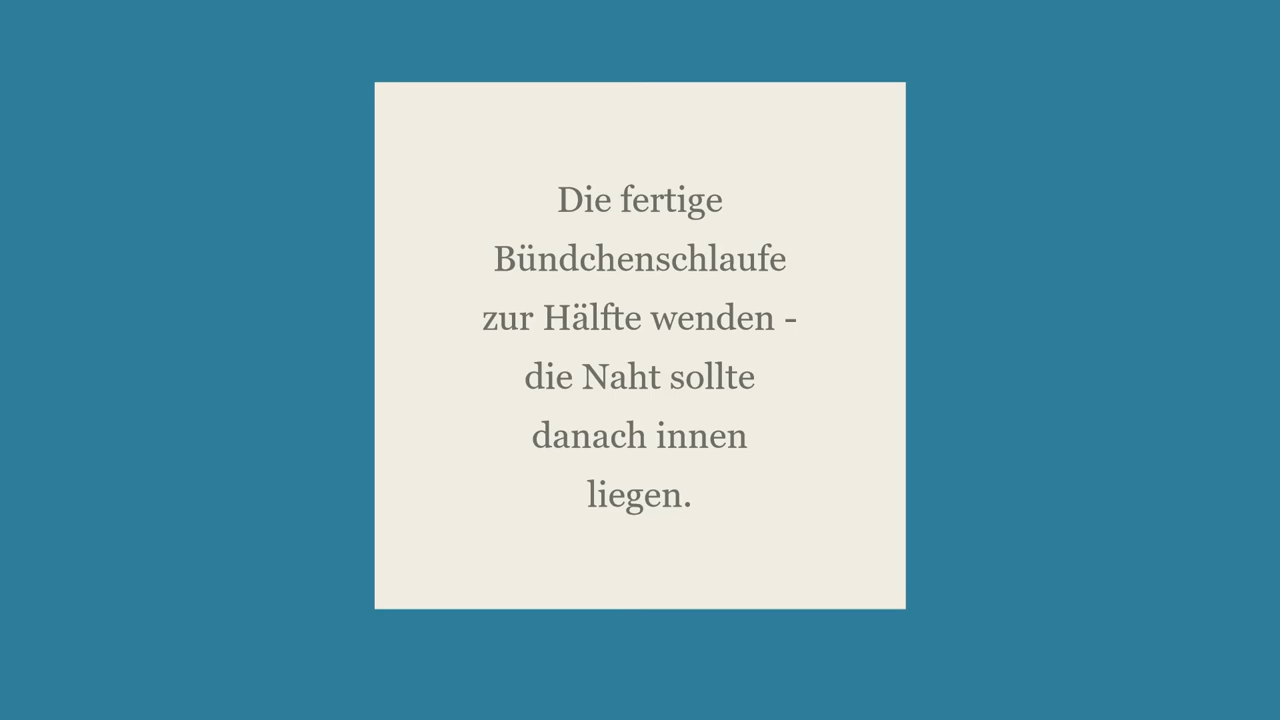 Die fertige
Bündchenschlaufe
zur Hälfte wenden -
die Naht sollte
danach innen
liegen.